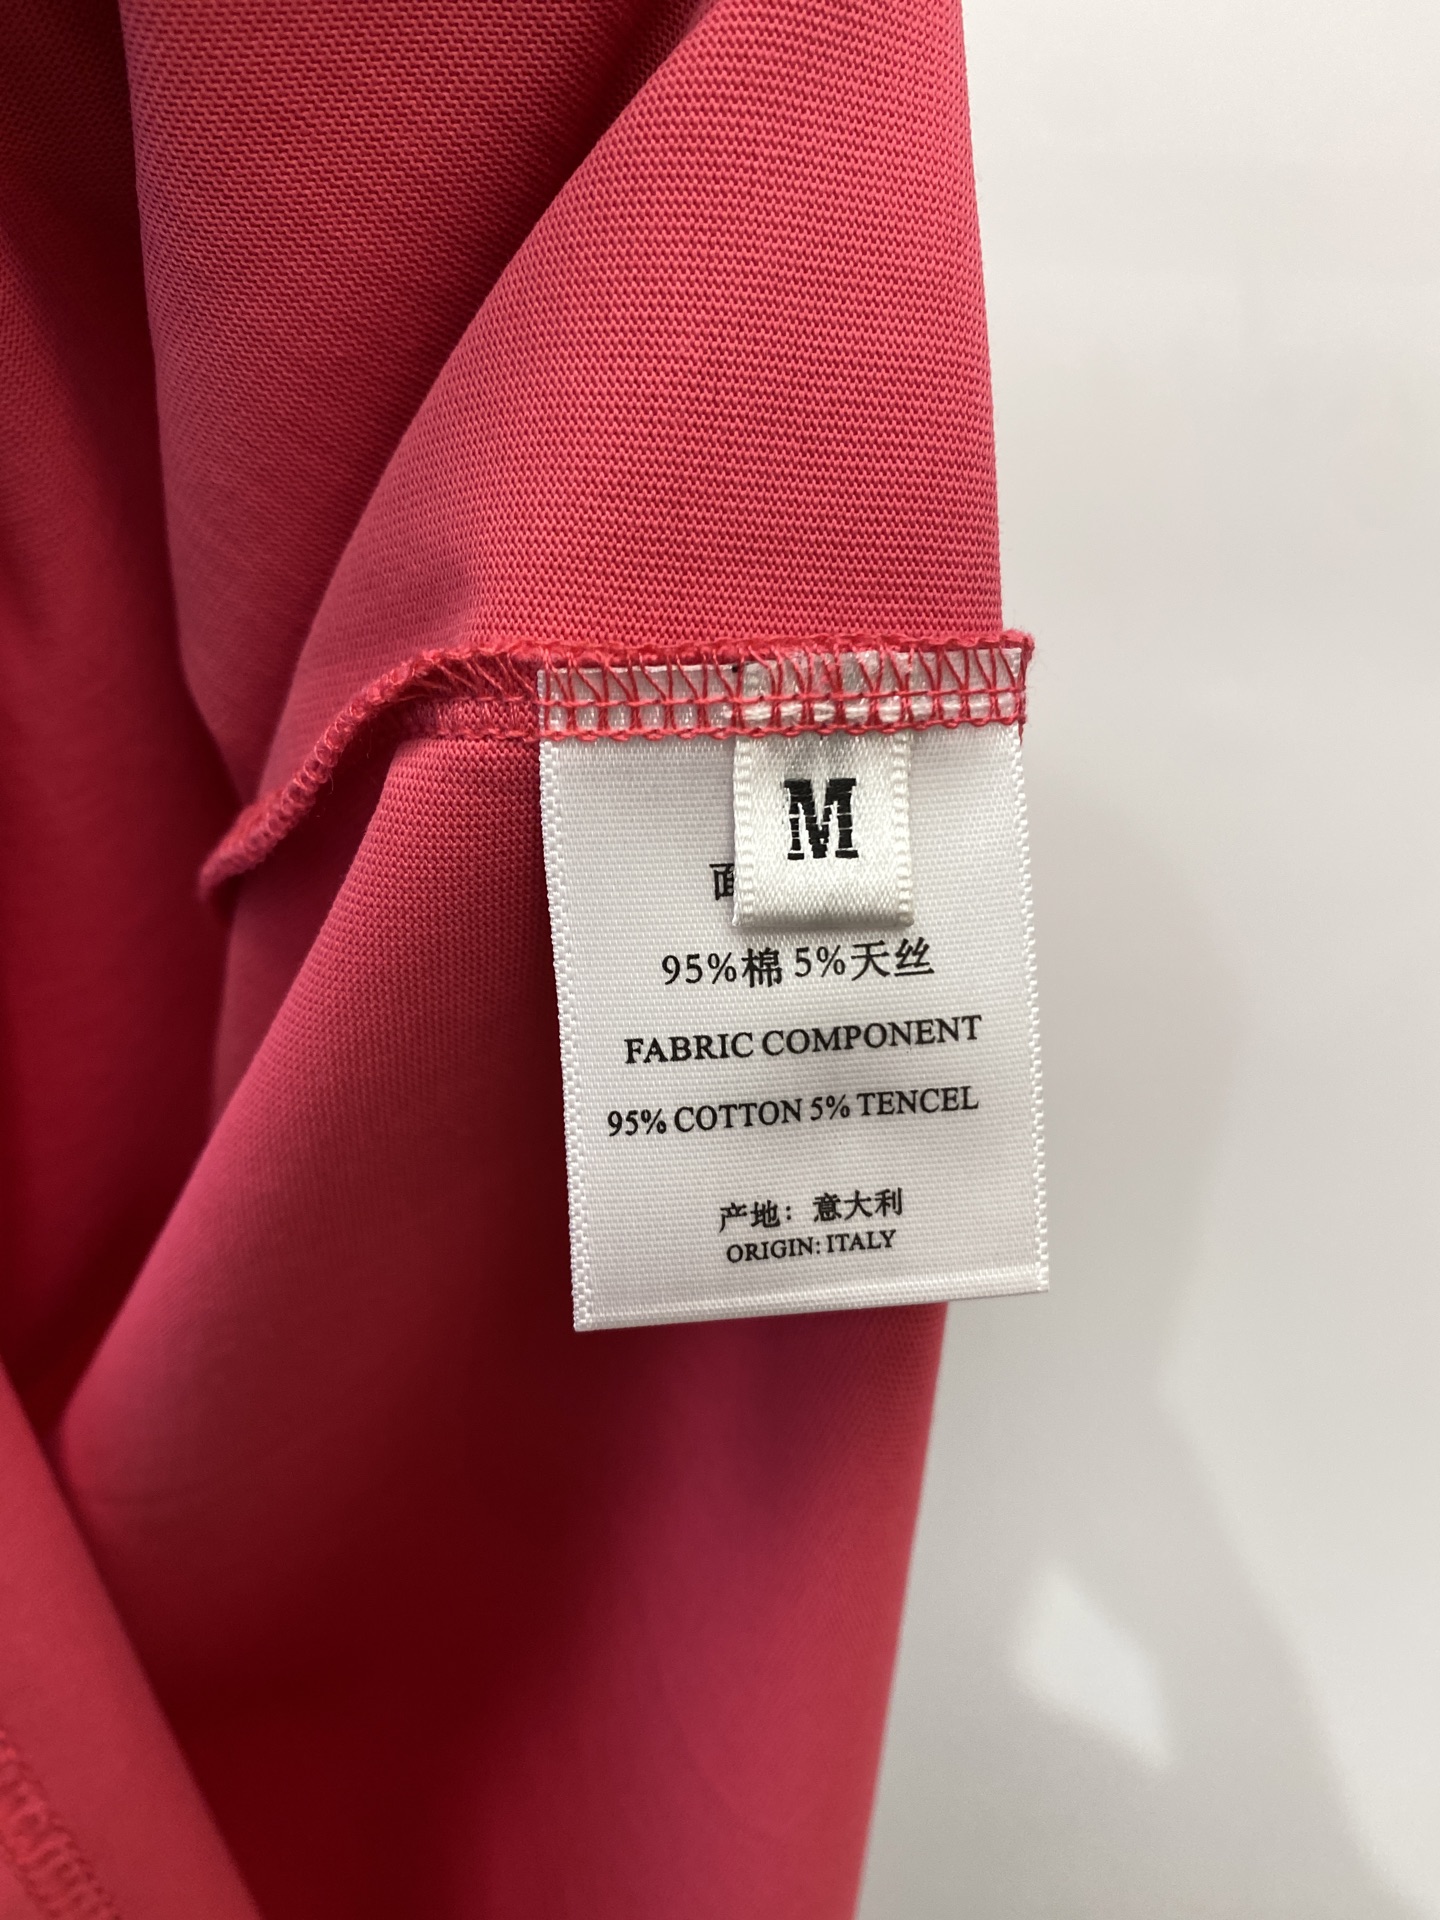 M
95%棉 5%天丝
FABRIC COMPONENT
95% COTTON 5% TENCEL
产地：意大利
ORIGIN: ITALY